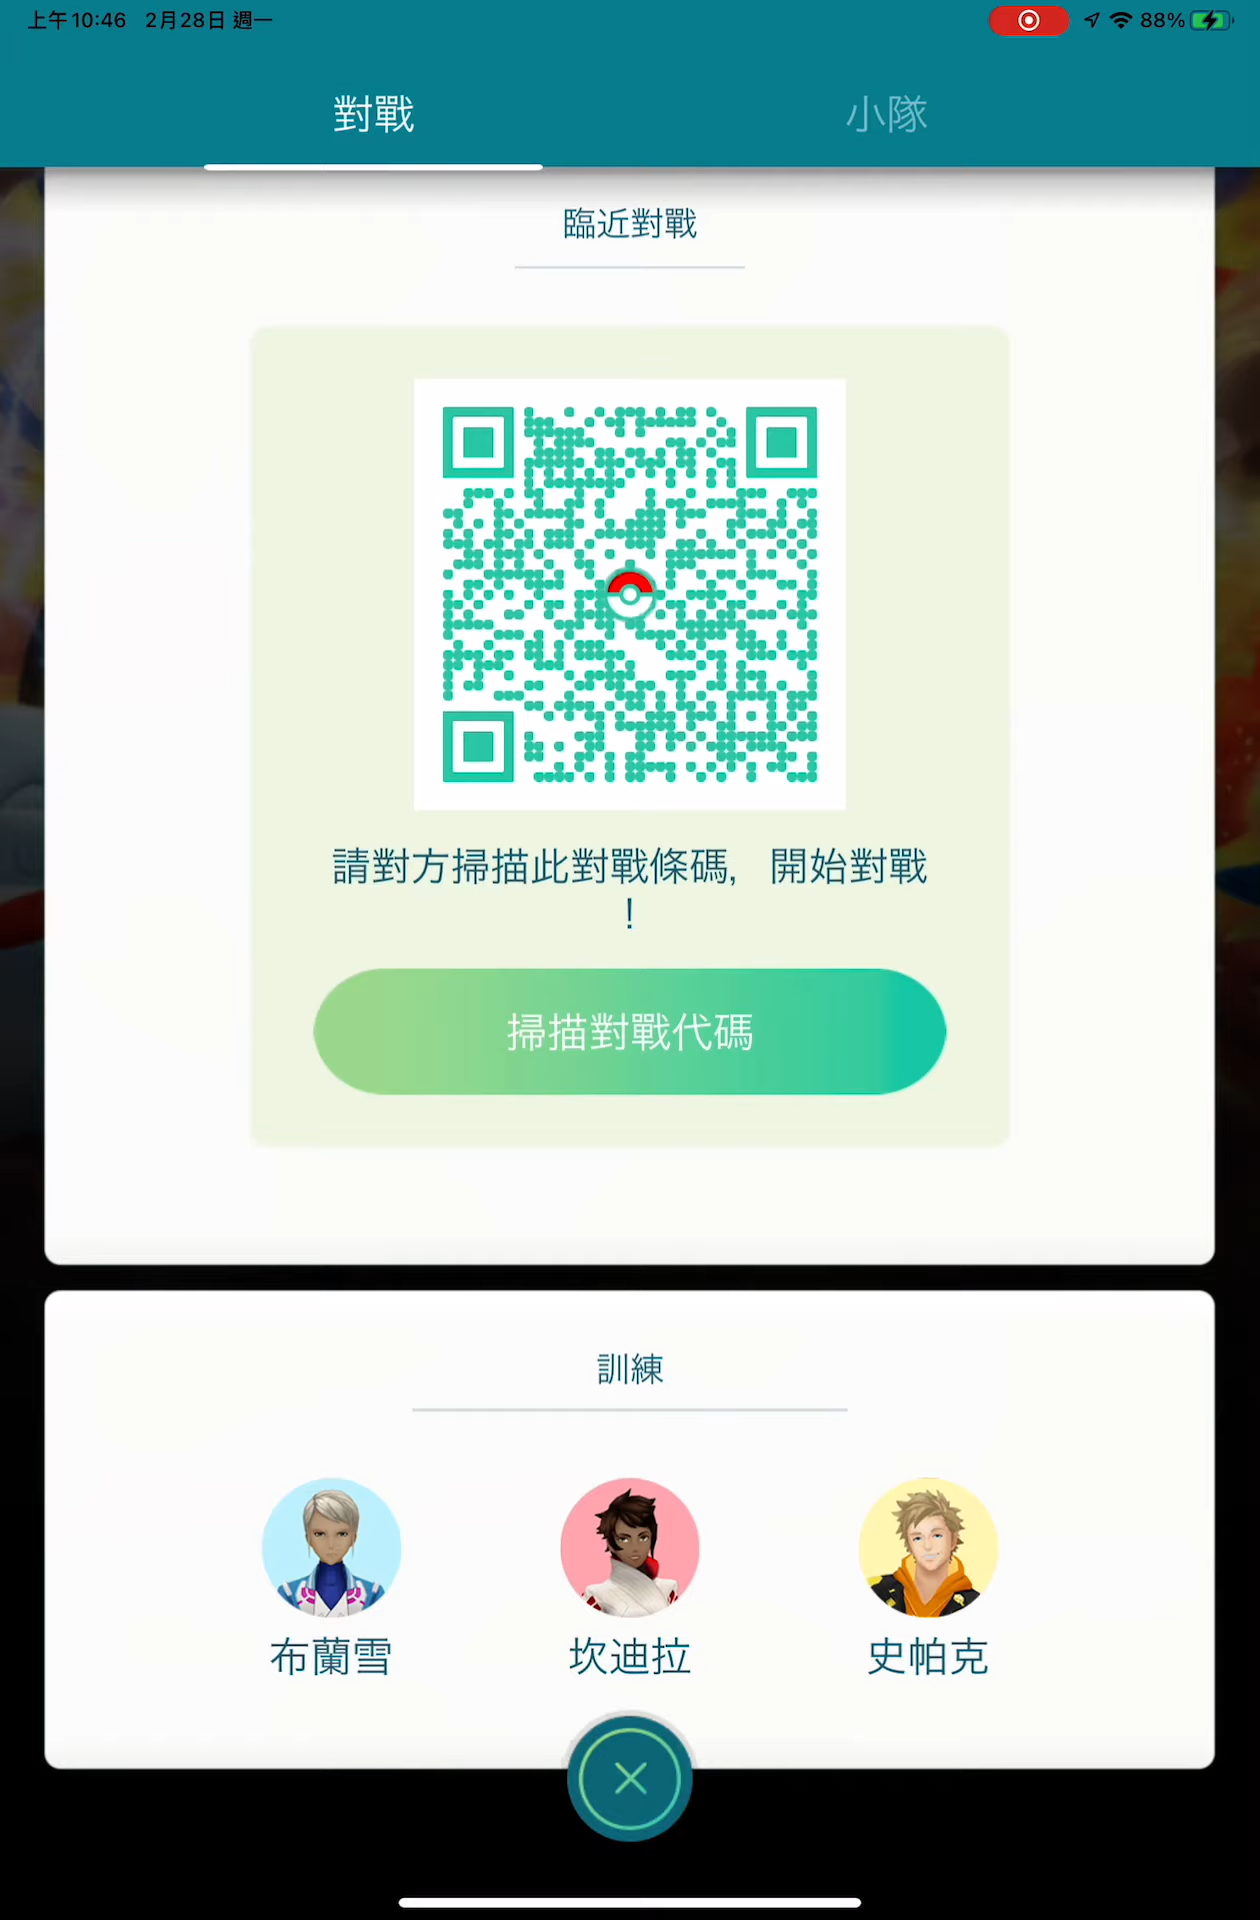 上午10:46 2月28日 週一
88%
對戰
小隊
臨近對戰
請對方掃描此對戰條碼, 開始對戰
!
掃描對戰代碼
訓練
布蘭雪
坎迪拉
史帕克